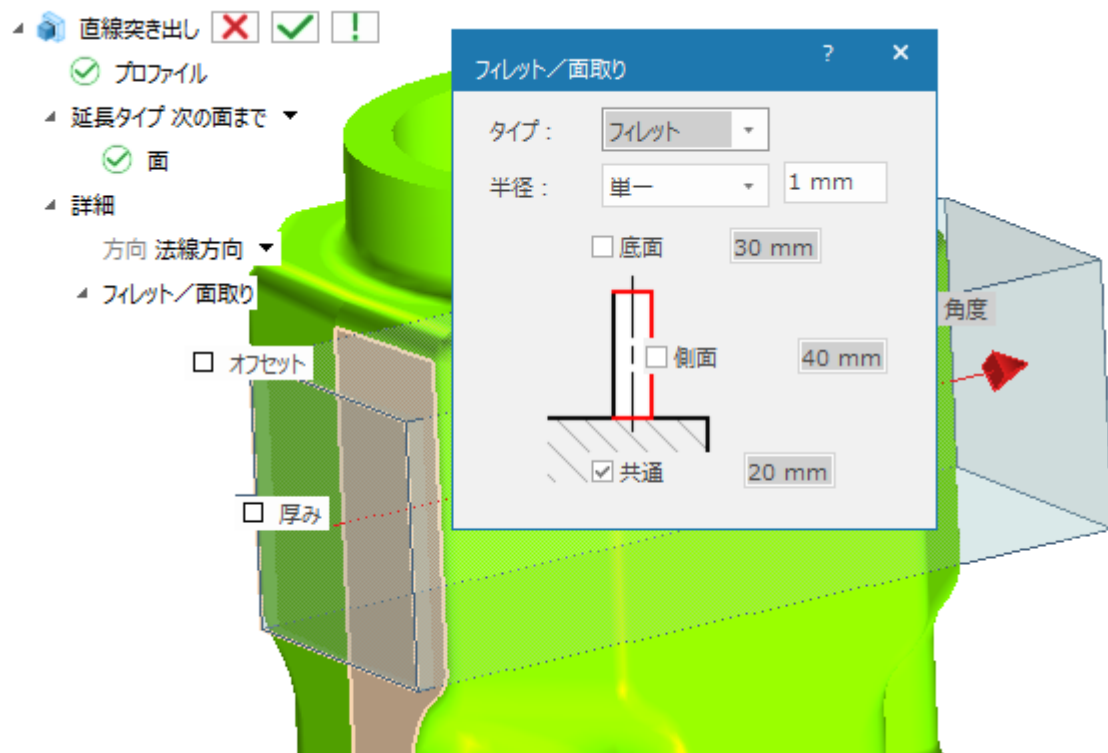 直線突き出し
プロファイル
延長タイプ 次の面まで
面
詳細
方向 法線方向
フィレット／面取り
オフセット
厚み
角度
フィレット／面取り ? ×
タイプ : フィレット
半径 : 単一 1 mm
底面 30 mm
側面 40 mm
共通 20 mm